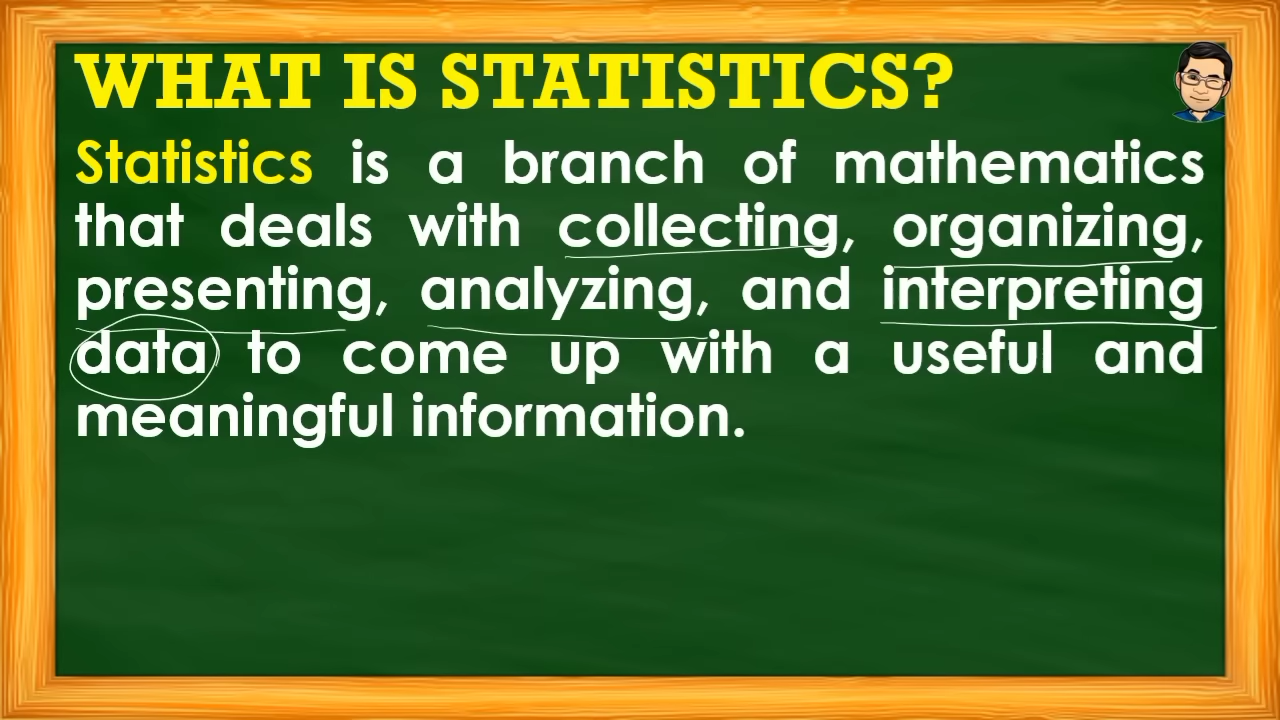 WHAT IS STATISTICS?
Statistics is a branch of mathematics
that deals with collecting, organizing,
presenting, analyzing, and interpreting
data to come up with a useful and
meaningful information.